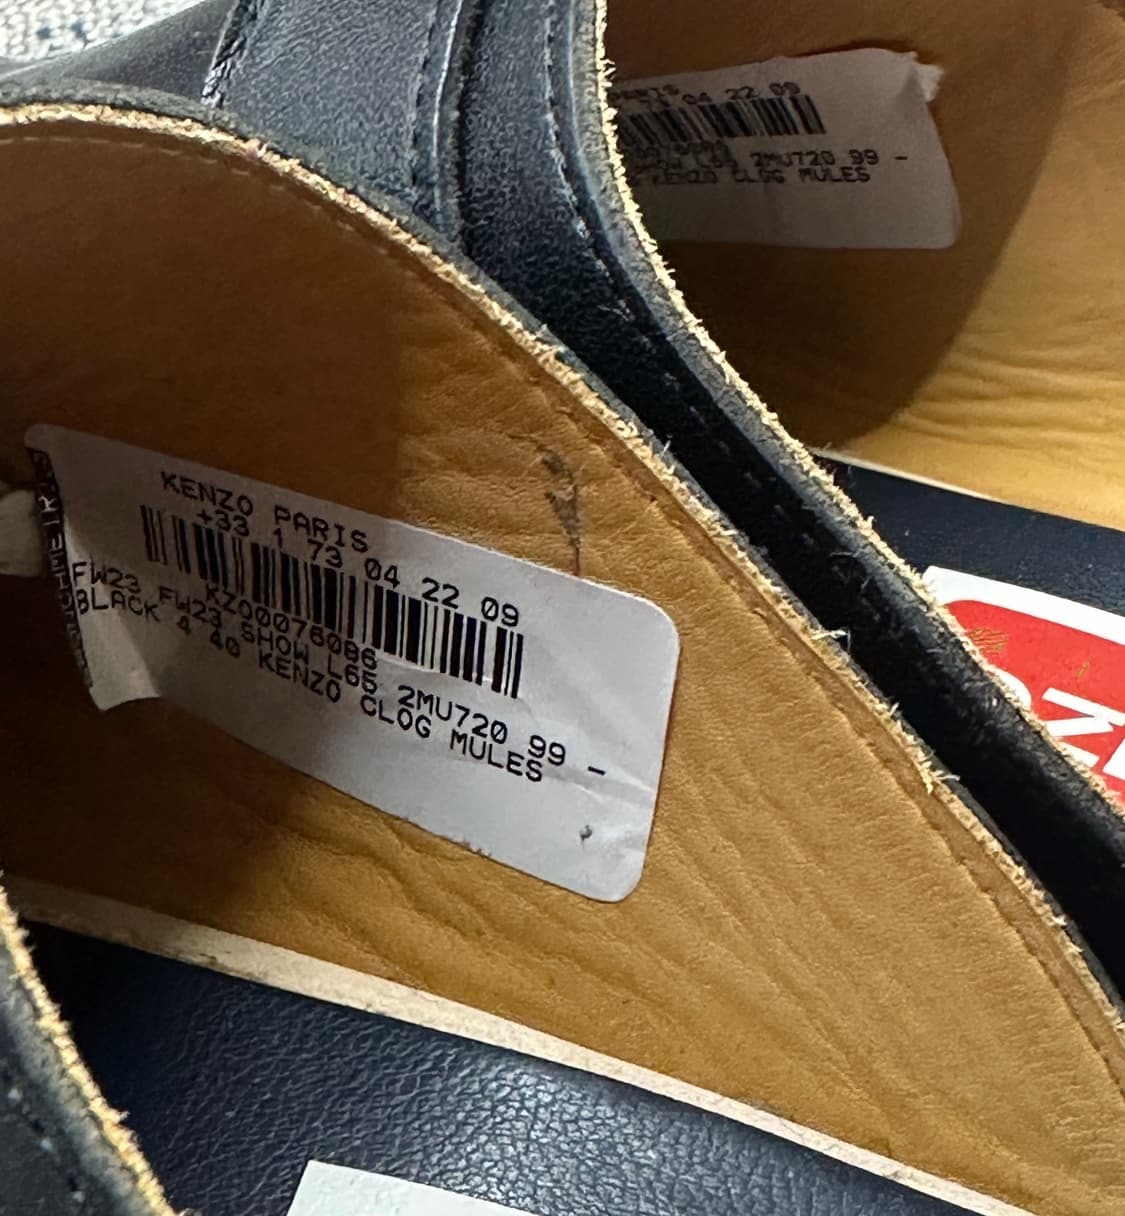 KENZO PARIS
+33 1 73 04 22 09
KZ00076086
FW23 FW23 SHOW L65 2MU720 99 -
BLACK 4 40 KENZO CLOG MULES
04 22 09
2MU720 99 -
KENZO CLOG MULES